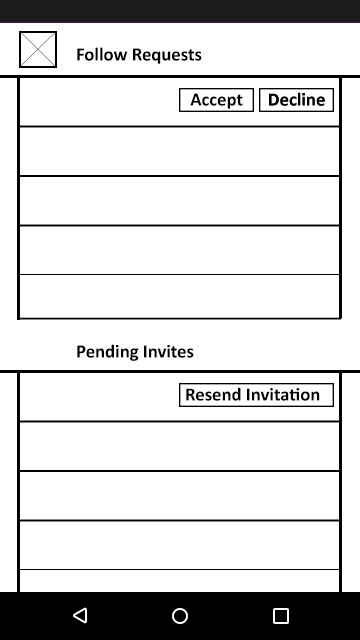 Follow Requests
Accept Decline
Pending Invites
Resend Invitation